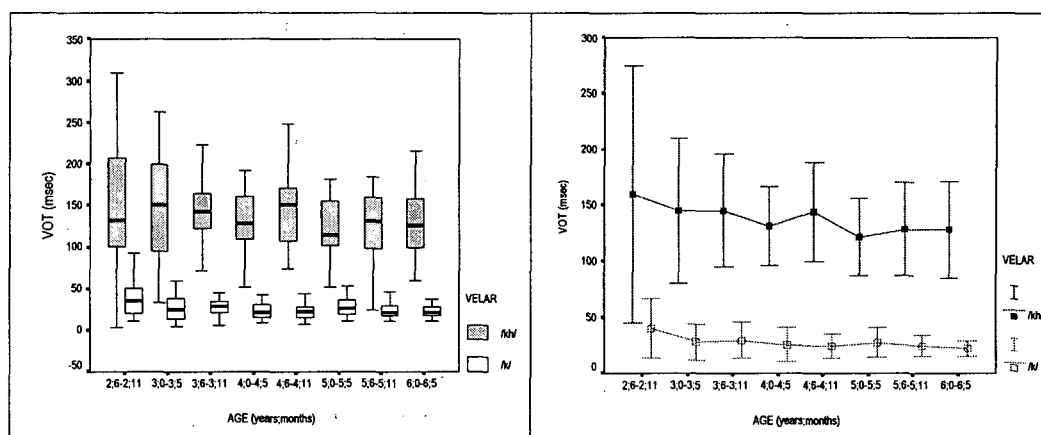 350
300
250
200
150
100
50
0
-50
VOT (msec)
2;6-2;11 3;0-3;5 3;6-3;11 4;0-4;5 4;6-4;11 5;0-5;5 5;6-5;11 6;0-6;5
AGE (years;months)
VELAR
/kh/
/k/
300
250
200
150
100
50
0
VOT (msec)
2;6-2;11 3;0-3;5 3;6-3;11 4;0-4;5 4;6-4;11 5;0-5;5 5;6-5;11 6;0-6;5
AGE (years;months)
VELAR
/kh
/k/